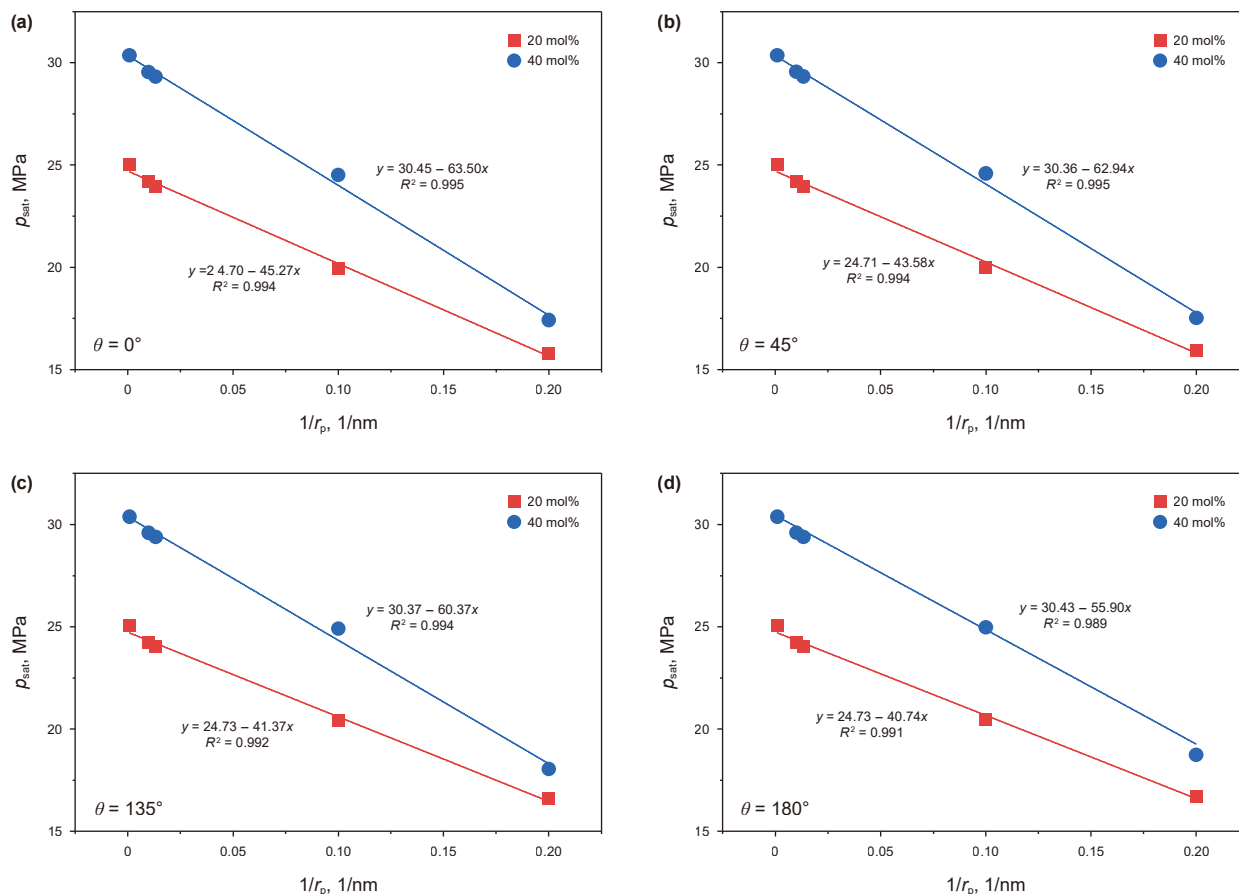 (a)
20 mol%
40 mol%
30
25
20
15
p_sat, MPa
y = 30.45 – 63.50x
R² = 0.995
y =2 4.70 – 45.27x
R² = 0.994
θ = 0°
0 0.05 0.10 0.15 0.20
1/r_p, 1/nm
(b)
20 mol%
40 mol%
30
25
20
15
p_sat, MPa
y = 30.36 – 62.94x
R² = 0.995
y = 24.71 – 43.58x
R² = 0.994
θ = 45°
0 0.05 0.10 0.15 0.20
1/r_p, 1/nm
(c)
20 mol%
40 mol%
30
25
20
15
p_sat, MPa
y = 30.37 – 60.37x
R² = 0.994
y = 24.73 – 41.37x
R² = 0.992
θ = 135°
0 0.05 0.10 0.15 0.20
1/r_p, 1/nm
(d)
20 mol%
40 mol%
30
25
20
15
p_sat, MPa
y = 30.43 – 55.90x
R² = 0.989
y = 24.73 – 40.74x
R² = 0.991
θ = 180°
0 0.05 0.10 0.15 0.20
1/r_p, 1/nm